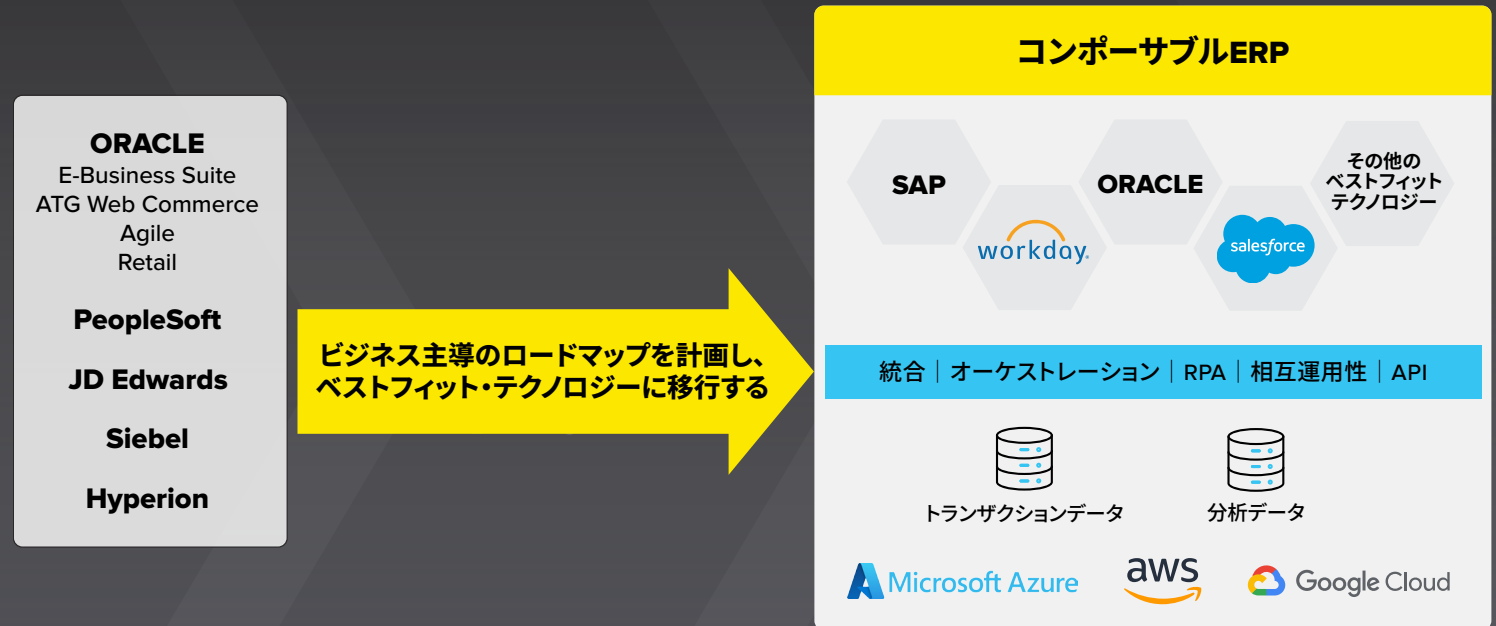 ORACLE
E-Business Suite
ATG Web Commerce
Agile
Retail
PeopleSoft
JD Edwards
Siebel
Hyperion
ビジネス主導のロードマップを計画し、
ベストフィット・テクノロジーに移行する
コンポーサブルERP
SAP
workday.
ORACLE
salesforce
その他の
ベストフィット
テクノロジー
統合｜オーケストレーション｜RPA｜相互運用性｜API
トランザクションデータ
分析データ
Microsoft Azure
aws
Google Cloud